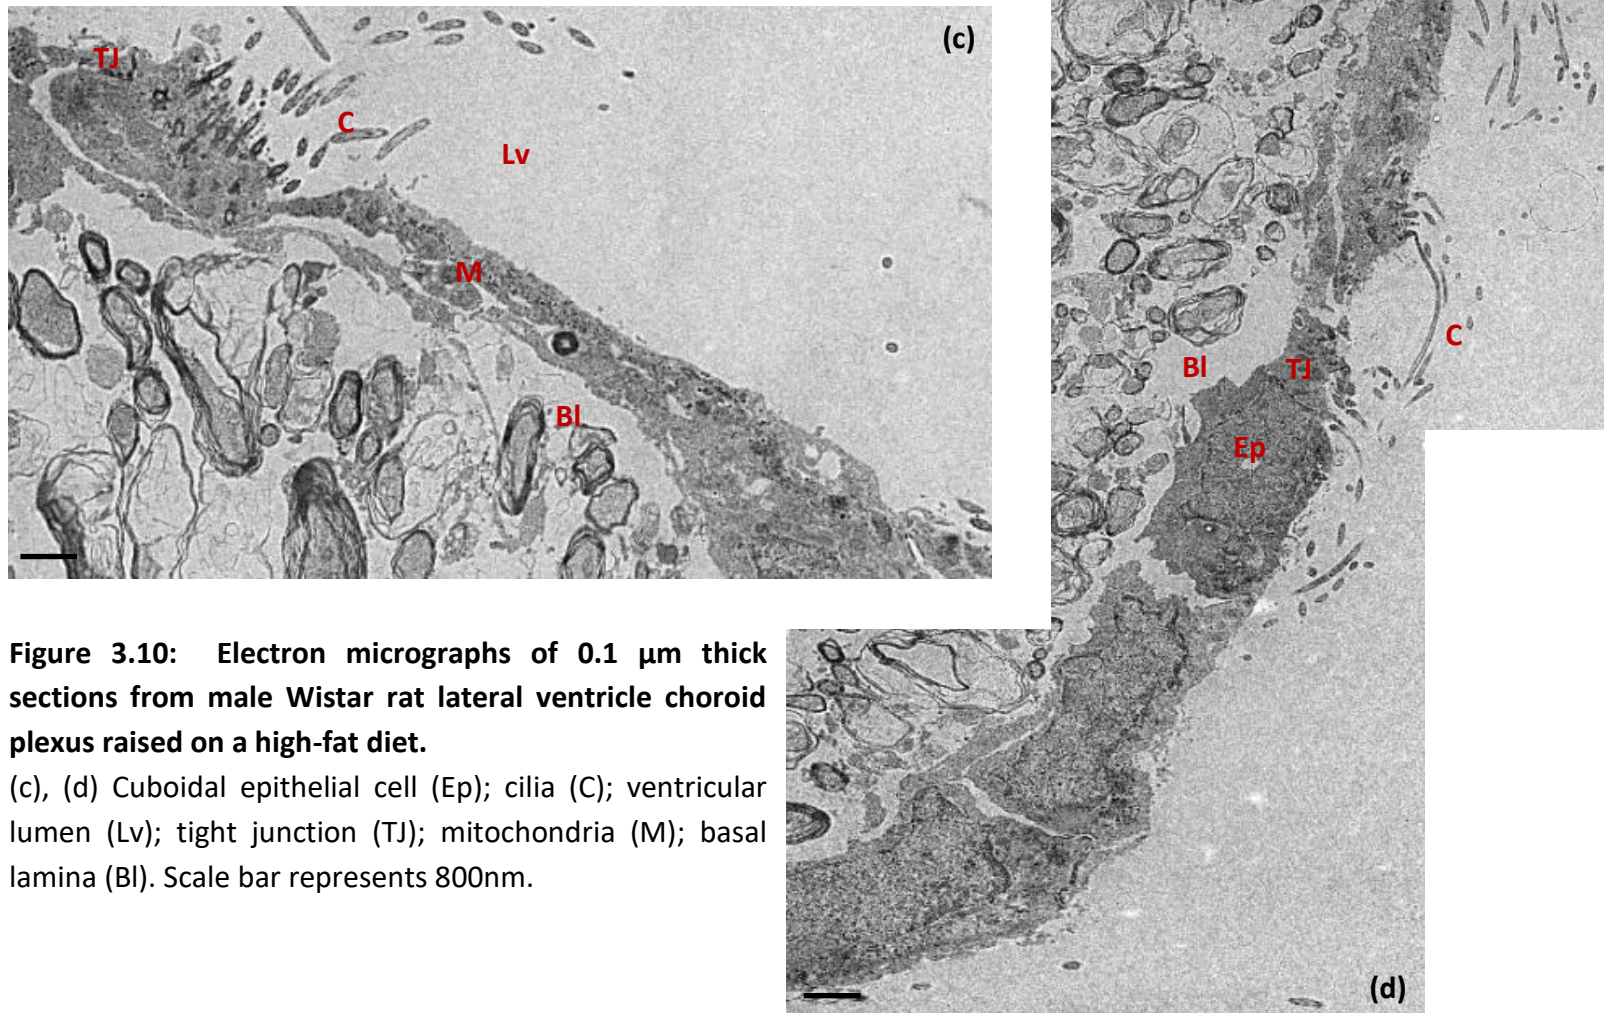 (c)
TJ
C
Lv
M
Bl
C
Bl
TJ
Ep
Figure 3.10: Electron micrographs of 0.1 µm thick
sections from male Wistar rat lateral ventricle choroid
plexus raised on a high-fat diet.
(c), (d) Cuboidal epithelial cell (Ep); cilia (C); ventricular
lumen (Lv); tight junction (TJ); mitochondria (M); basal
lamina (Bl). Scale bar represents 800nm.
(d)